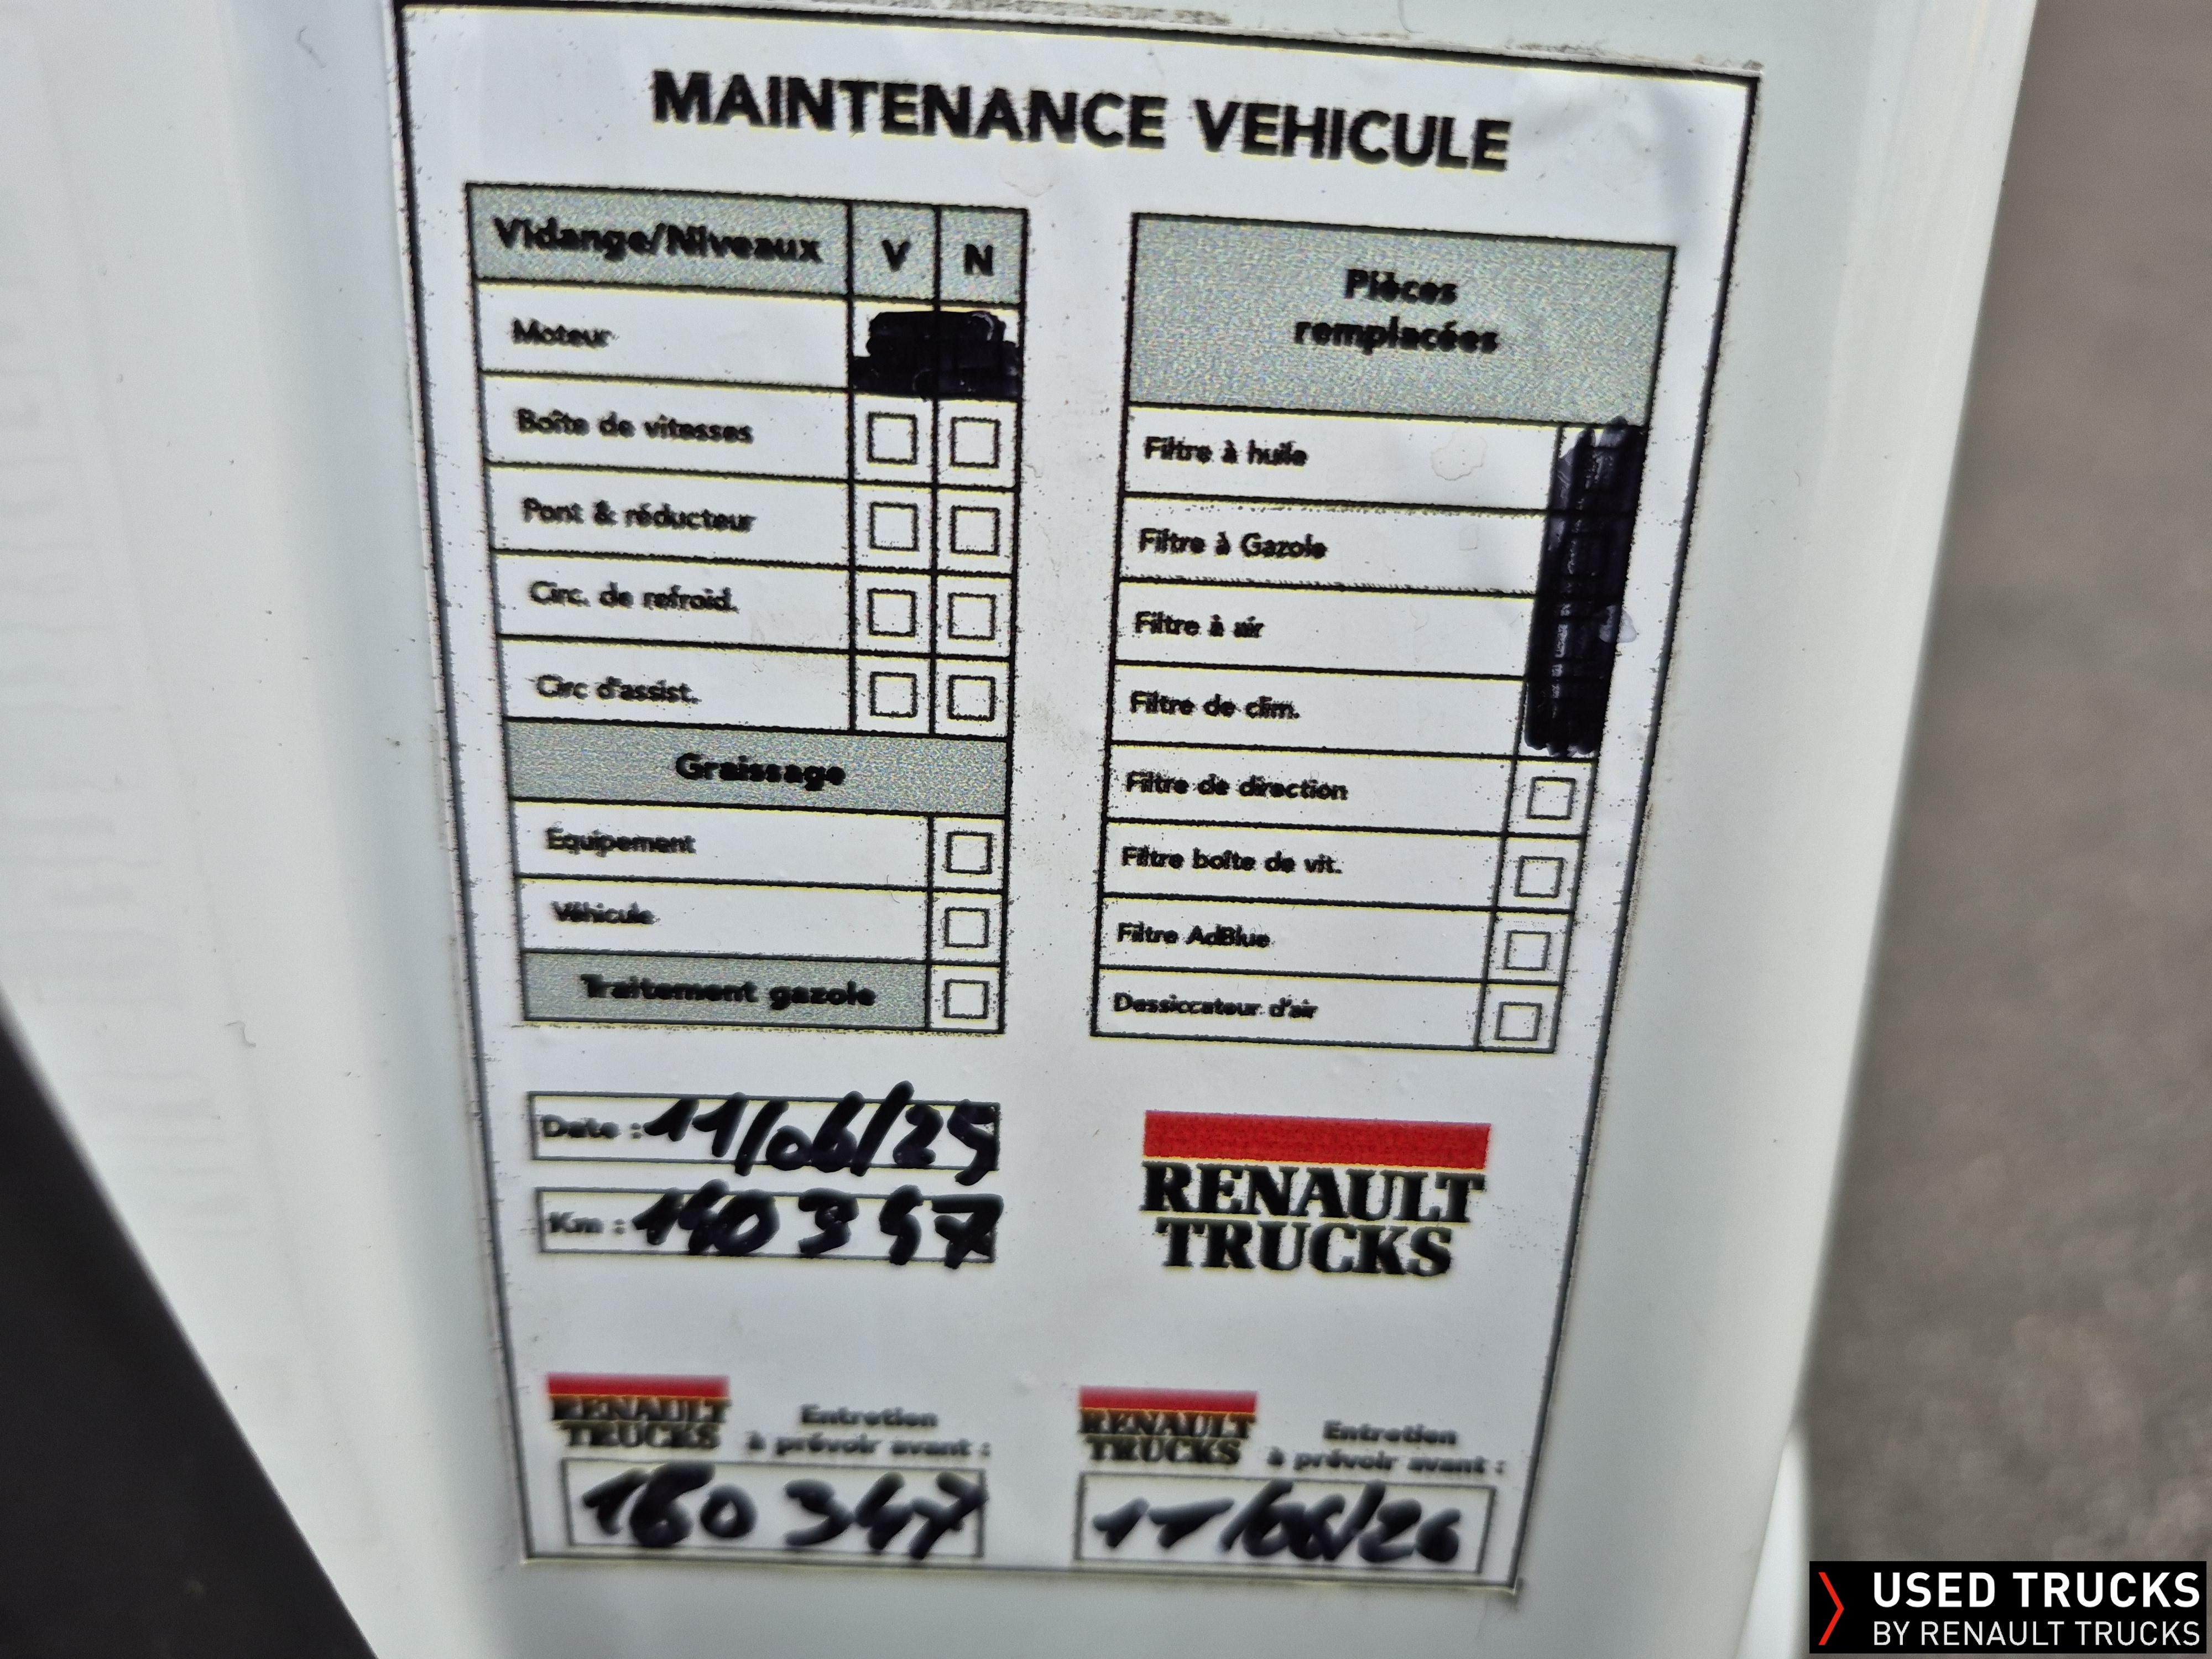 MAINTENANCE VEHICULE
Vidange/Niveaux V N
Moteur
Boîte de vitesses
Pont & réducteur
Circ. de refroid.
Circ d'assist.
Graissage
Equipement
Véhicule
Traitement gazole
Pièces
remplacées
Filtre à huile
Filtre à Gazole
Filtre à air
Filtre de clim.
Filtre de direction
Filtre boîte de vit.
Filtre AdBlue
Dessiccateur d'air
Date : 11/06/25
Km : 140347
RENAULT
TRUCKS
RENAULT
TRUCKS
Entretien
à prévoir avant :
160347
RENAULT
TRUCKS
Entretien
à prévoir avant :
11/06/26
USED TRUCKS
BY RENAULT TRUCKS